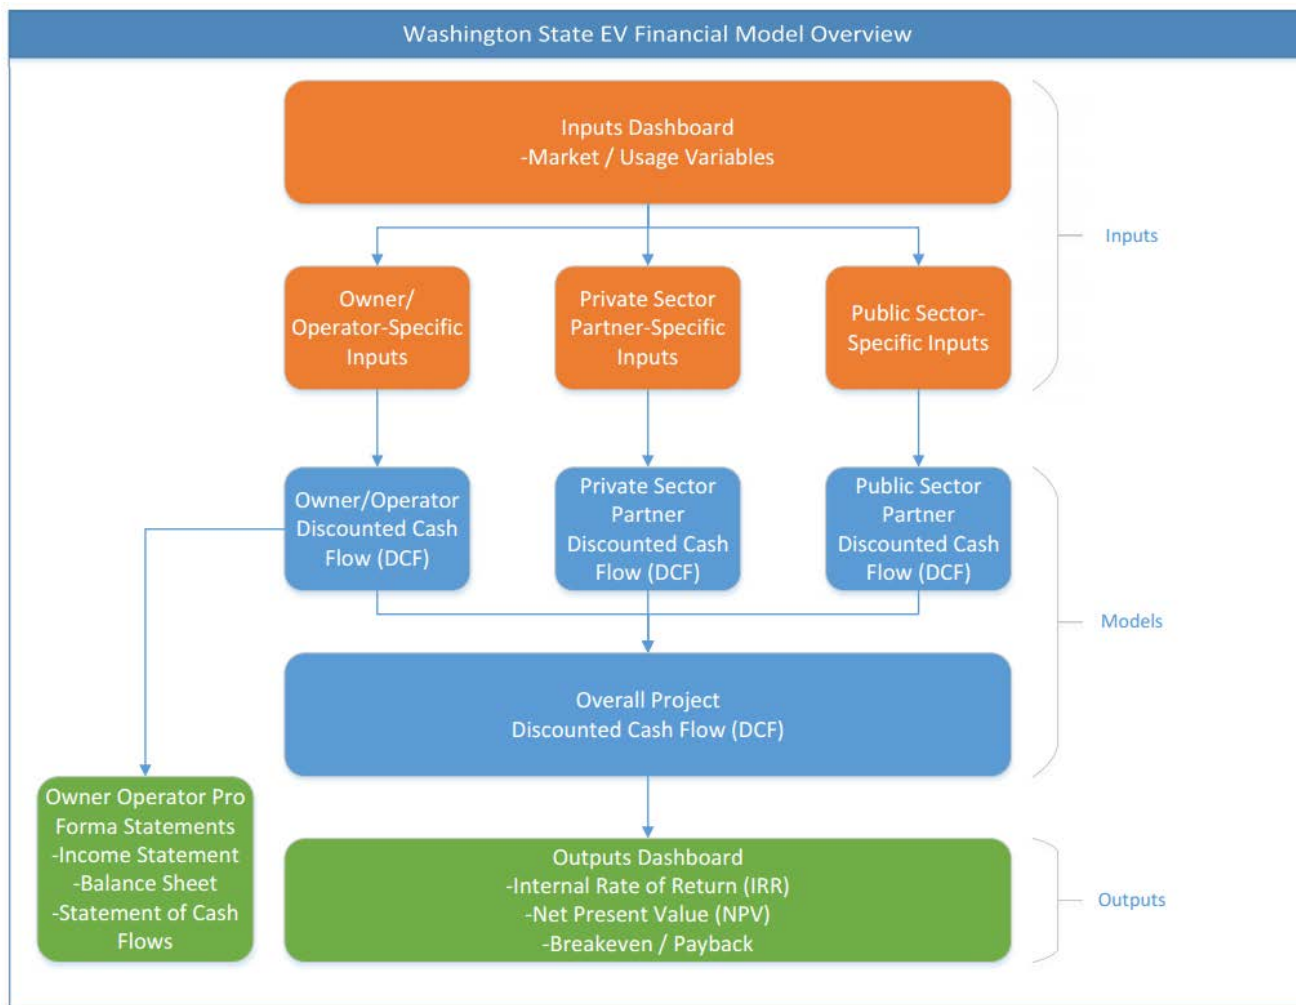 Washington State EV Financial Model Overview
Inputs Dashboard
-Market / Usage Variables
Inputs
Owner/
Operator-Specific
Inputs
Private Sector
Partner-Specific
Inputs
Public Sector-
Specific Inputs
Owner/Operator
Discounted Cash
Flow (DCF)
Private Sector
Partner
Discounted Cash
Flow (DCF)
Public Sector
Partner
Discounted Cash
Flow (DCF)
Models
Overall Project
Discounted Cash Flow (DCF)
Owner Operator Pro
Forma Statements
-Income Statement
-Balance Sheet
-Statement of Cash
Flows
Outputs Dashboard
-Internal Rate of Return (IRR)
-Net Present Value (NPV)
-Breakeven / Payback
Outputs